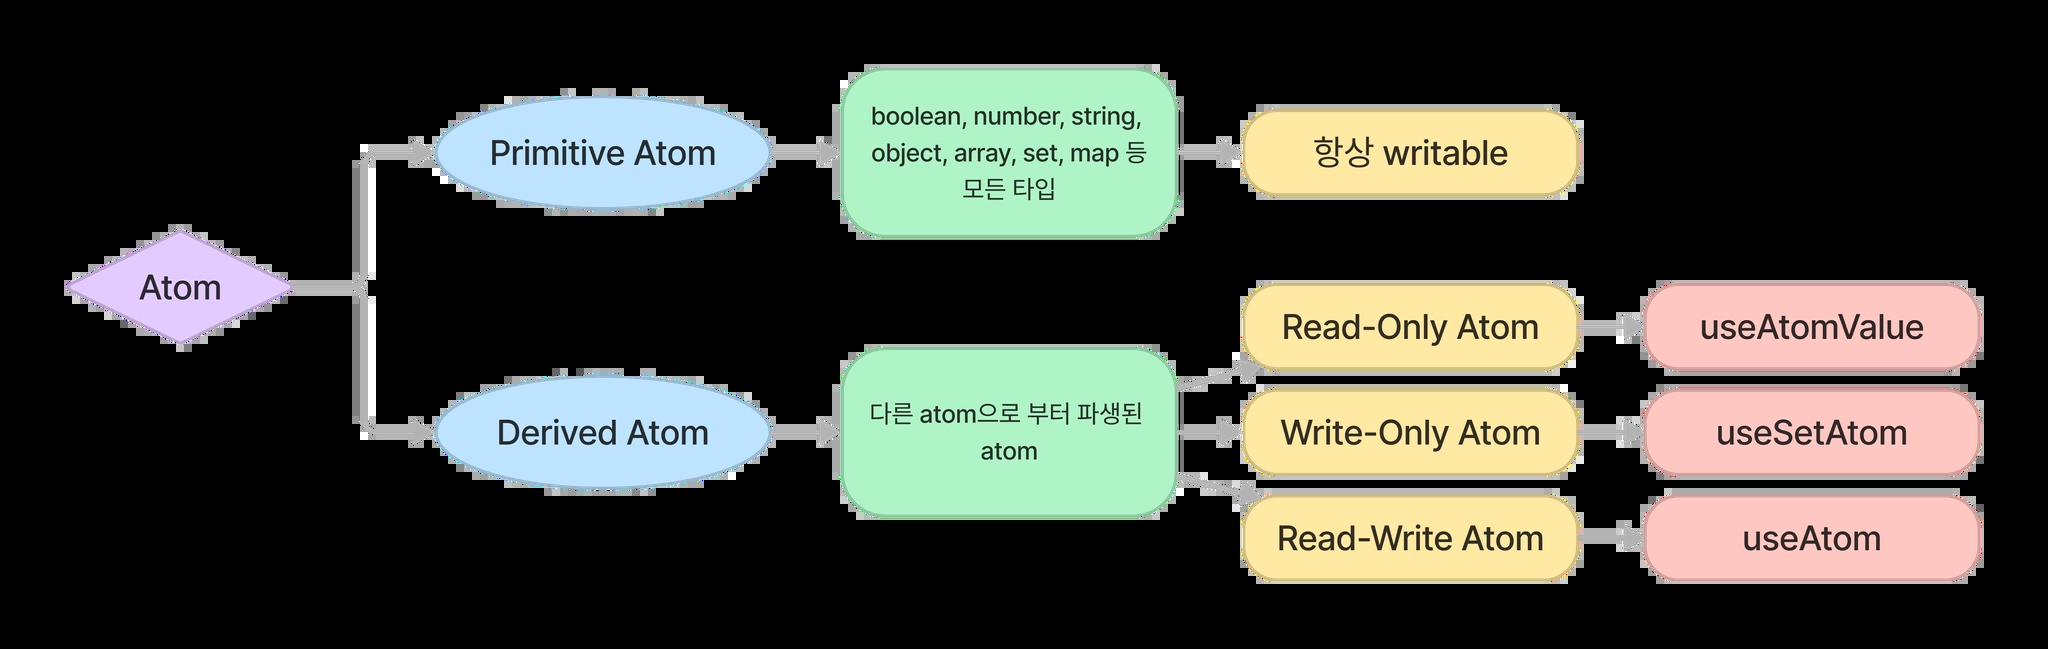 Atom
Primitive Atom
boolean, number, string,
object, array, set, map 등
모든 타입
항상 writable
Derived Atom
다른 atom으로 부터 파생된
atom
Read-Only Atom
useAtomValue
Write-Only Atom
useSetAtom
Read-Write Atom
useAtom